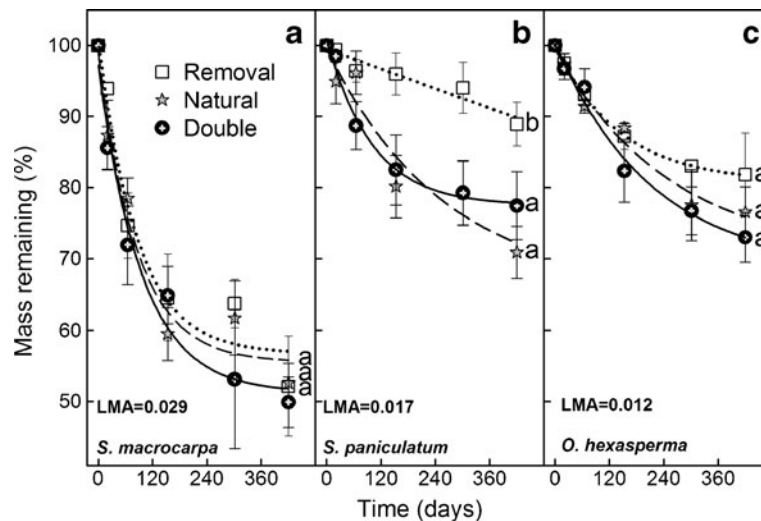 a
b
c
Removal
Natural
Double
Mass remaining (%)
100
90
80
70
60
50
b
a
a
a
a
a
a
a
a
LMA=0.029
LMA=0.017
LMA=0.012
S. macrocarpa
S. paniculatum
O. hexasperma
0 120 240 360 0 120 240 360 0 120 240 360
Time (days)